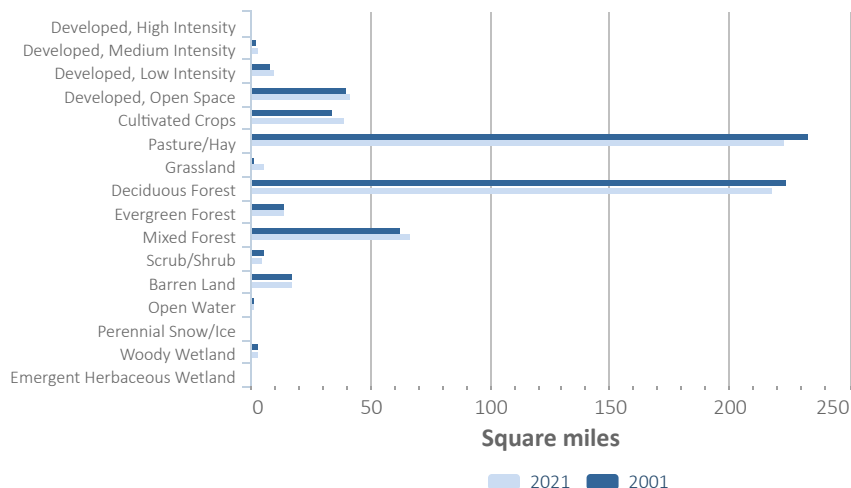 Developed, High Intensity
Developed, Medium Intensity
Developed, Low Intensity
Developed, Open Space
Cultivated Crops
Pasture/Hay
Grassland
Deciduous Forest
Evergreen Forest
Mixed Forest
Scrub/Shrub
Barren Land
Open Water
Perennial Snow/Ice
Woody Wetland
Emergent Herbaceous Wetland
0 50 100 150 200 250
Square miles
2021 2001